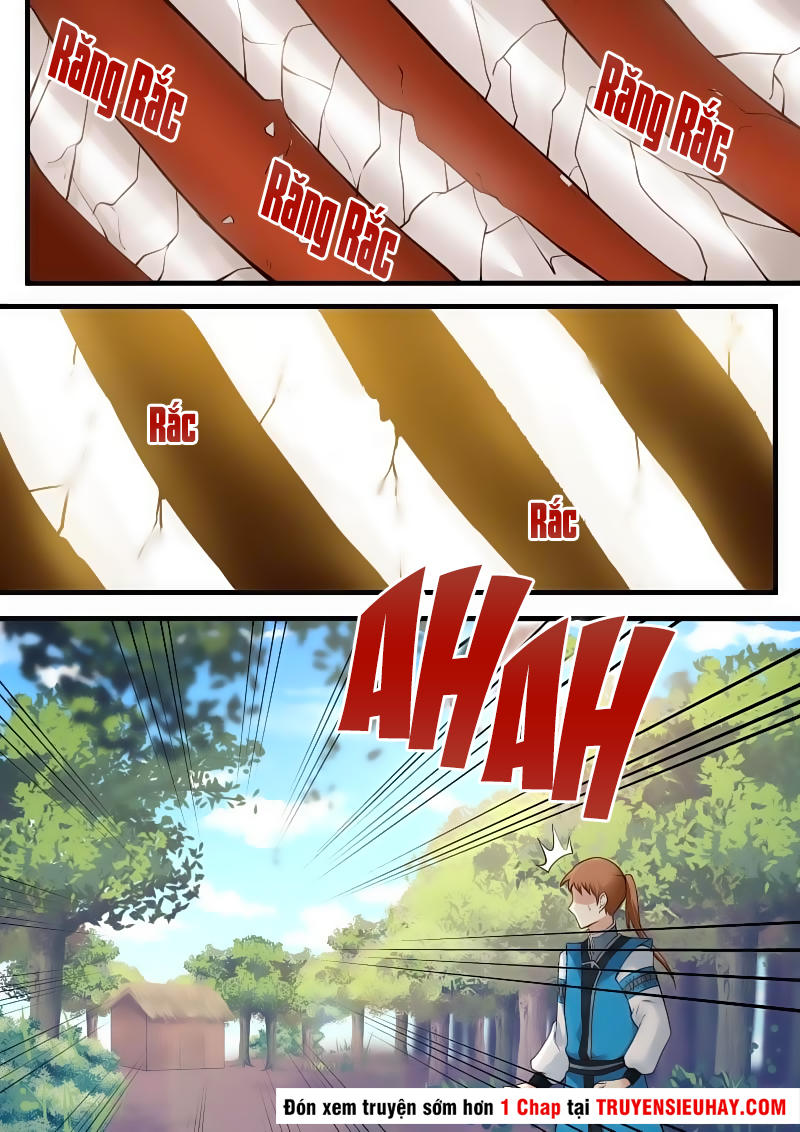 Răng Rắc
Răng Rắc
Răng Rắc
Rắc
Rắc
AHAH
Đón xem truyện sớm hơn 1 Chap tại TRUYENSIEUHAY.COM